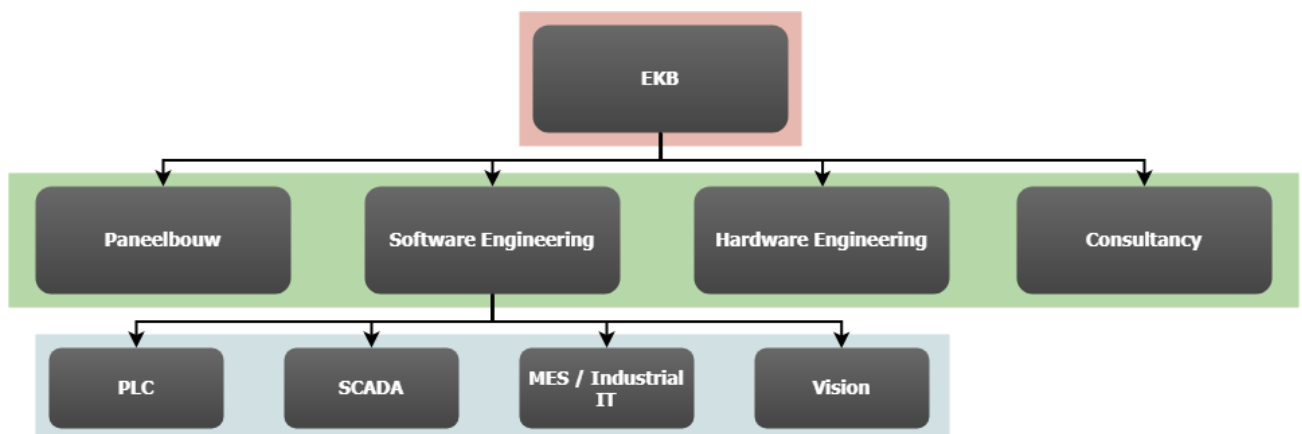 EKB
Paneelbouw
Software Engineering
Hardware Engineering
Consultancy
PLC
SCADA
MES / Industrial
IT
Vision